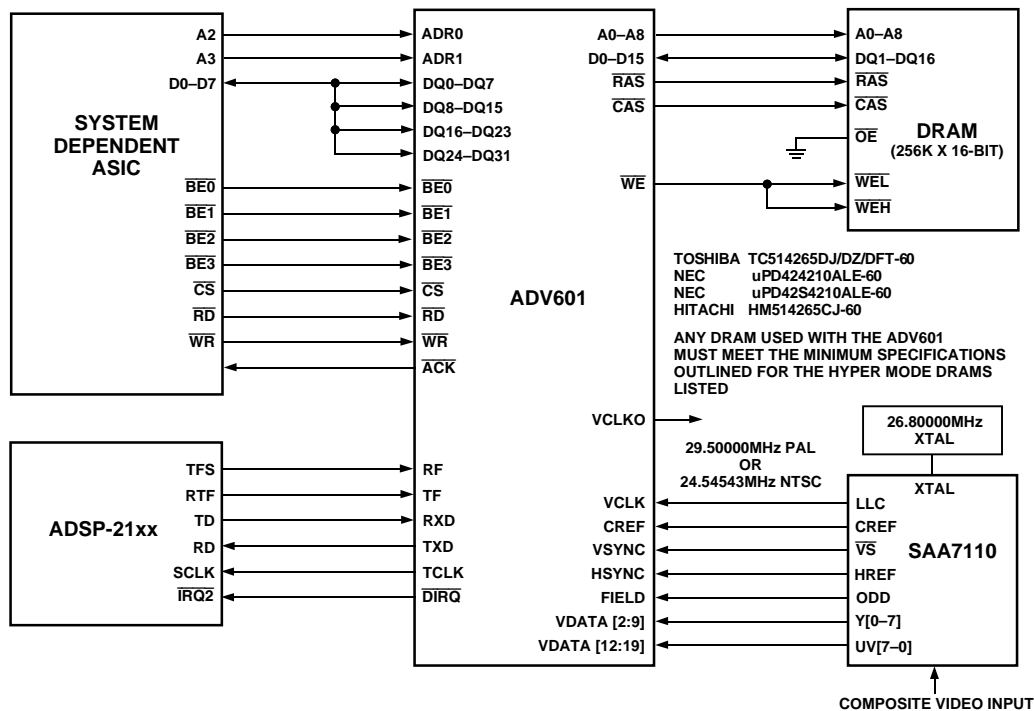 A2
A3
D0–D7
SYSTEM
DEPENDENT
ASIC
BE0
BE1
BE2
BE3
CS
RD
WR
ADR0
ADR1
DQ0–DQ7
DQ8–DQ15
DQ16–DQ23
DQ24–DQ31
BE0
BE1
BE2
BE3
CS
RD
WR
ACK
ADV601
A0–A8
D0–D15
RAS
CAS
WE
A0–A8
DQ1–DQ16
RAS
CAS
OE
DRAM
(256K X 16-BIT)
WEL
WEH
TOSHIBA TC514265DJ/DZ/DFT-60
NEC uPD424210ALE-60
NEC uPD42S4210ALE-60
HITACHI HM514265CJ-60
ANY DRAM USED WITH THE ADV601
MUST MEET THE MINIMUM SPECIFICATIONS
OUTLINED FOR THE HYPER MODE DRAMS
LISTED
VCLKO
29.50000MHz PAL
OR
24.54543MHz NTSC
26.80000MHz
XTAL
ADSP-21xx
TFS
RTF
TD
RD
SCLK
IRQ2
RF
TF
RXD
TXD
TCLK
DIRQ
VCLK
CREF
VSYNC
HSYNC
FIELD
VDATA [2:9]
VDATA [12:19]
XTAL
LLC
CREF
VS
HREF
ODD
Y[0–7]
UV[7–0]
SAA7110
COMPOSITE VIDEO INPUT